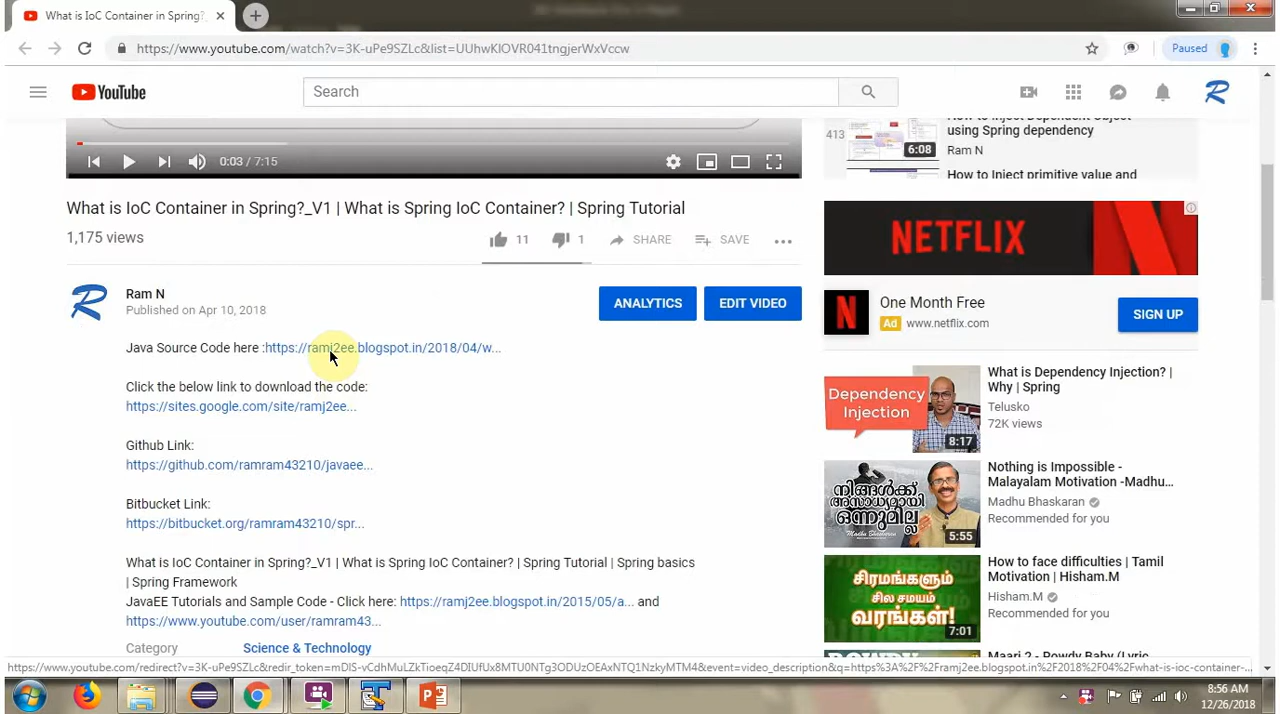 What is IoC Container in Spring?_
https://www.youtube.com/watch?v=3K-uPe9SZLc&list=UUhwKlOVR041tngjerWxVccw
Paused
YouTube
Search
0:03 / 7:15
What is IoC Container in Spring?_V1 | What is Spring IoC Container? | Spring Tutorial
1,175 views
11
1
SHARE
SAVE
Ram N
Published on Apr 10, 2018
ANALYTICS
EDIT VIDEO
Java Source Code here :https://ramj2ee.blogspot.in/2018/04/w...
Click the below link to download the code:
https://sites.google.com/site/ramj2ee...
Github Link:
https://github.com/ramram43210/javaee...
Bitbucket Link:
https://bitbucket.org/ramram43210/spr...
What is IoC Container in Spring?_V1 | What is Spring IoC Container? | Spring Tutorial | Spring basics
| Spring Framework
JavaEE Tutorials and Sample Code - Click here: https://ramj2ee.blogspot.in/2015/05/a... and
https://www.youtube.com/user/ramram43...
Category
Science & Technology
413
6:08
How to Inject Dependent Object
using Spring dependency
Ram N
How to Inject primitive value and
NETFLIX
One Month Free
Ad www.netflix.com
SIGN UP
Dependency
Injection
8:17
What is Dependency Injection? |
Why | Spring
Telusko
72K views
നിങ്ങൾക്ക്
അസാധ്യമായി
ഒന്നുമില്ല!
5:55
Nothing is Impossible -
Malayalam Motivation -Madhu...
Madhu Bhaskaran
Recommended for you
சிரமங்களும்
சில சமயம்
வரங்கள்!
7:01
How to face difficulties | Tamil
Motivation | Hisham.M
Hisham.M
Recommended for you
Maari 2 - Rowdy Baby (Lyric
8:56 AM
12/26/2018